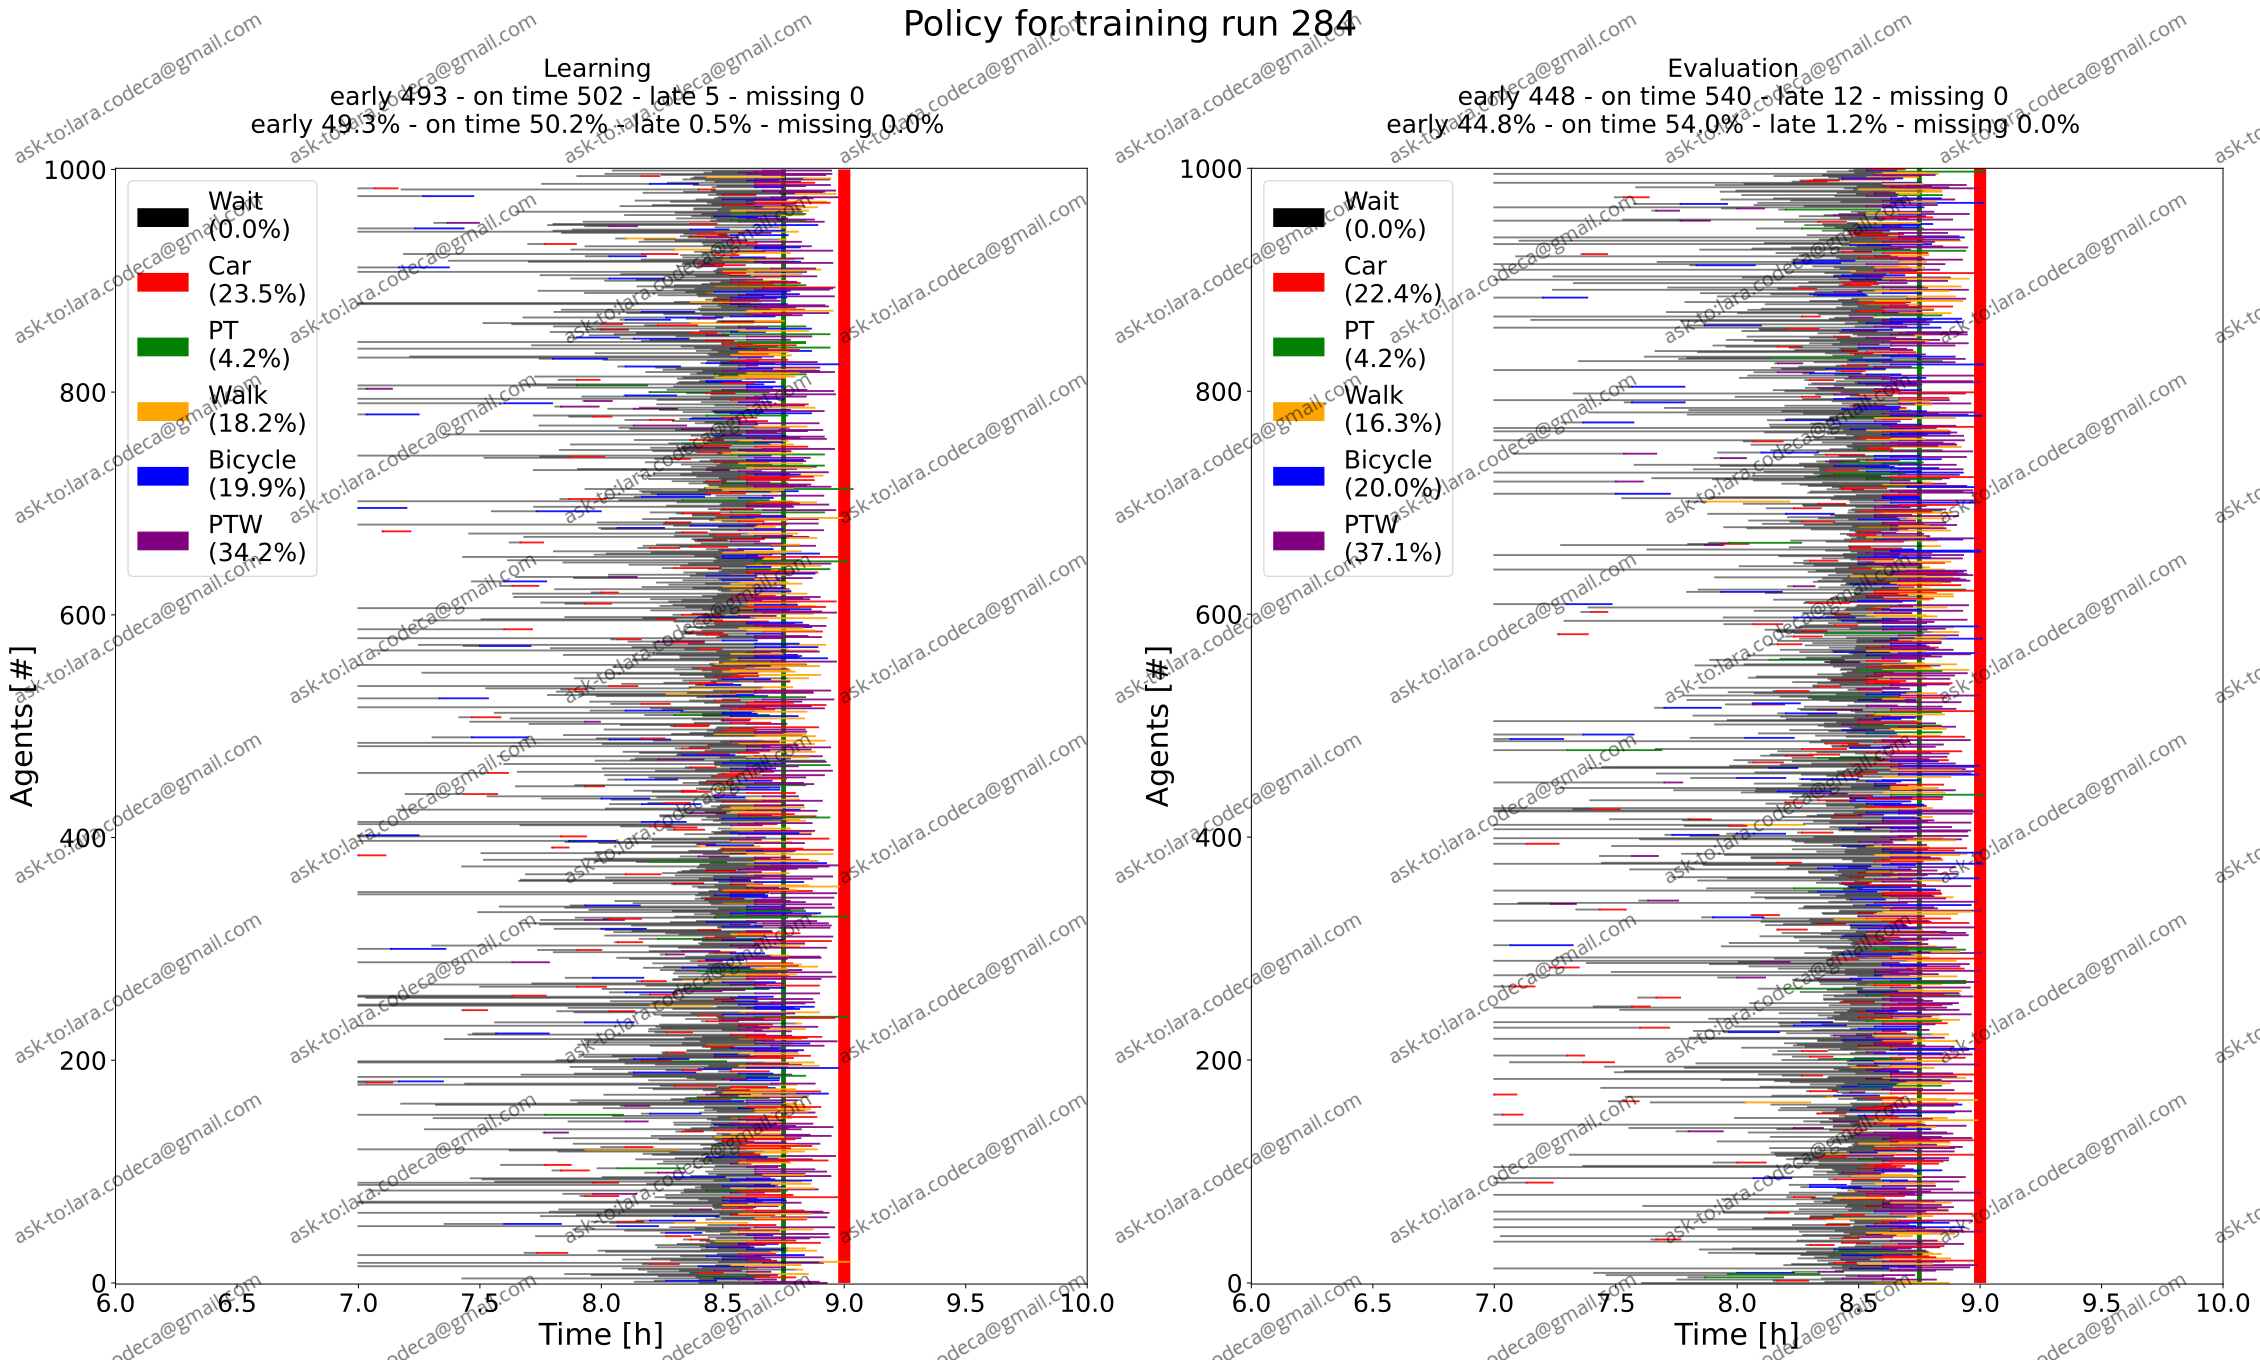 Policy for training run 284
Learning
early 493 - on time 502 - late 5 - missing 0
early 49.3% - on time 50.2% - late 0.5% - missing 0.0%
1000
800
600
400
200
0
Agents [#]
Wait
(0.0%)
Car
(23.5%)
PT
(4.2%)
Walk
(18.2%)
Bicycle
(19.9%)
PTW
(34.2%)
6.0 6.5 7.0 7.5 8.0 8.5 9.0 9.5 10.0
Time [h]
Evaluation
early 448 - on time 540 - late 12 - missing 0
early 44.8% - on time 54.0% - late 1.2% - missing 0.0%
1000
800
600
400
200
0
Agents [#]
Wait
(0.0%)
Car
(22.4%)
PT
(4.2%)
Walk
(16.3%)
Bicycle
(20.0%)
PTW
(37.1%)
6.0 6.5 7.0 7.5 8.0 8.5 9.0 9.5 10.0
Time [h]
ask-to:lara.codeca@gmail.com